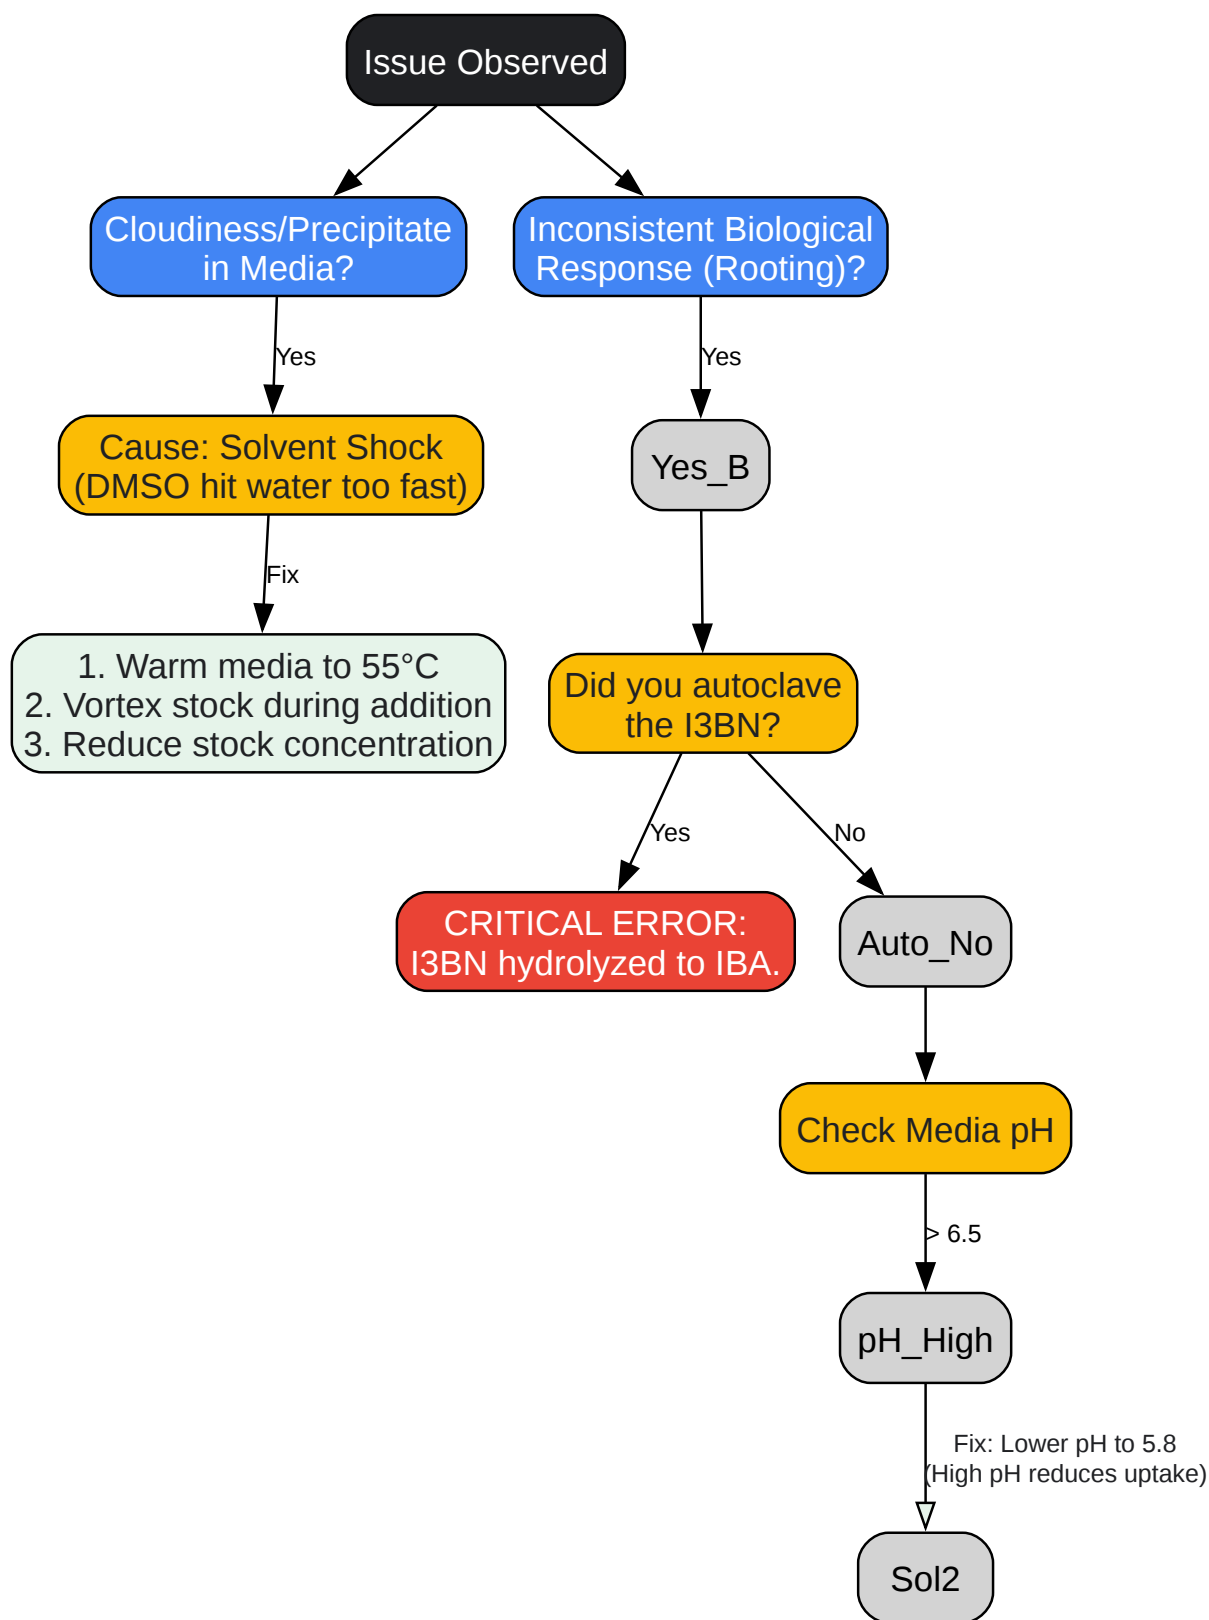 Issue Observed
Cloudiness/Precipitate
in Media?
Inconsistent Biological
Response (Rooting)?
Yes
Yes
Cause: Solvent Shock
(DMSO hit water too fast)
Yes_B
Fix
1. Warm media to 55°C
2. Vortex stock during addition
3. Reduce stock concentration
Did you autoclave
the I3BN?
Yes
No
CRITICAL ERROR:
I3BN hydrolyzed to IBA.
Auto_No
Check Media pH
> 6.5
pH_High
Fix: Lower pH to 5.8
(High pH reduces uptake)
Sol2